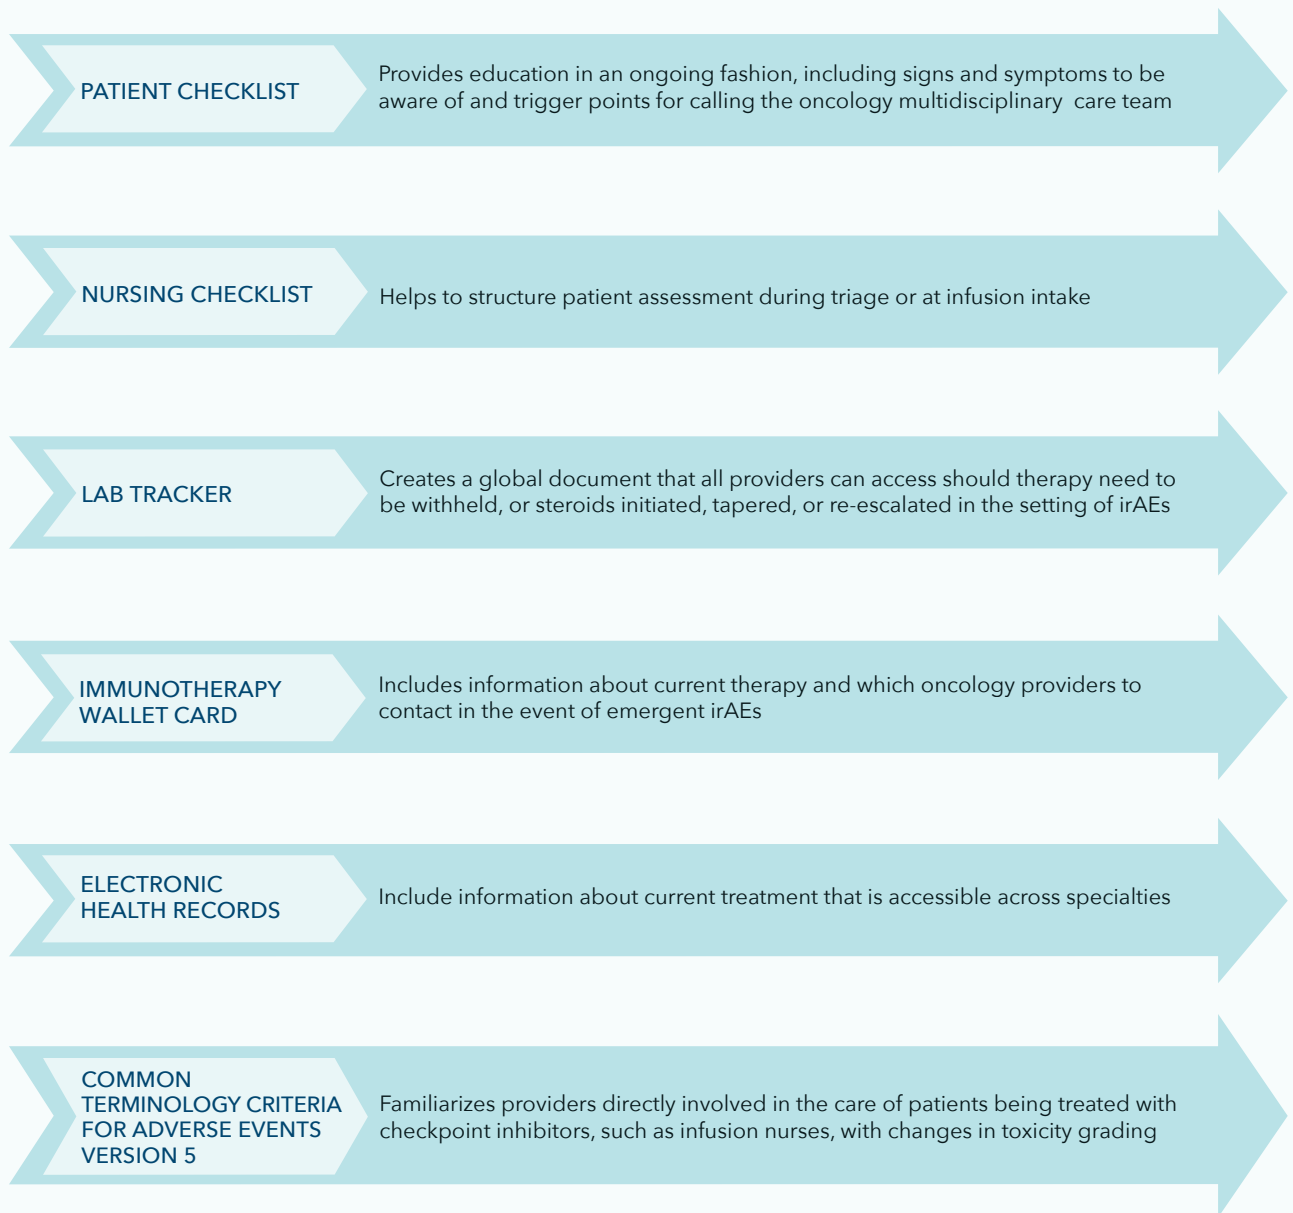 PATIENT CHECKLIST
Provides education in an ongoing fashion, including signs and symptoms to be
aware of and trigger points for calling the oncology multidisciplinary care team
NURSING CHECKLIST
Helps to structure patient assessment during triage or at infusion intake
LAB TRACKER
Creates a global document that all providers can access should therapy need to
be withheld, or steroids initiated, tapered, or re-escalated in the setting of irAEs
IMMUNOTHERAPY
WALLET CARD
Includes information about current therapy and which oncology providers to
contact in the event of emergent irAEs
ELECTRONIC
HEALTH RECORDS
Include information about current treatment that is accessible across specialties
COMMON
TERMINOLOGY CRITERIA
FOR ADVERSE EVENTS
VERSION 5
Familiarizes providers directly involved in the care of patients being treated with
checkpoint inhibitors, such as infusion nurses, with changes in toxicity grading